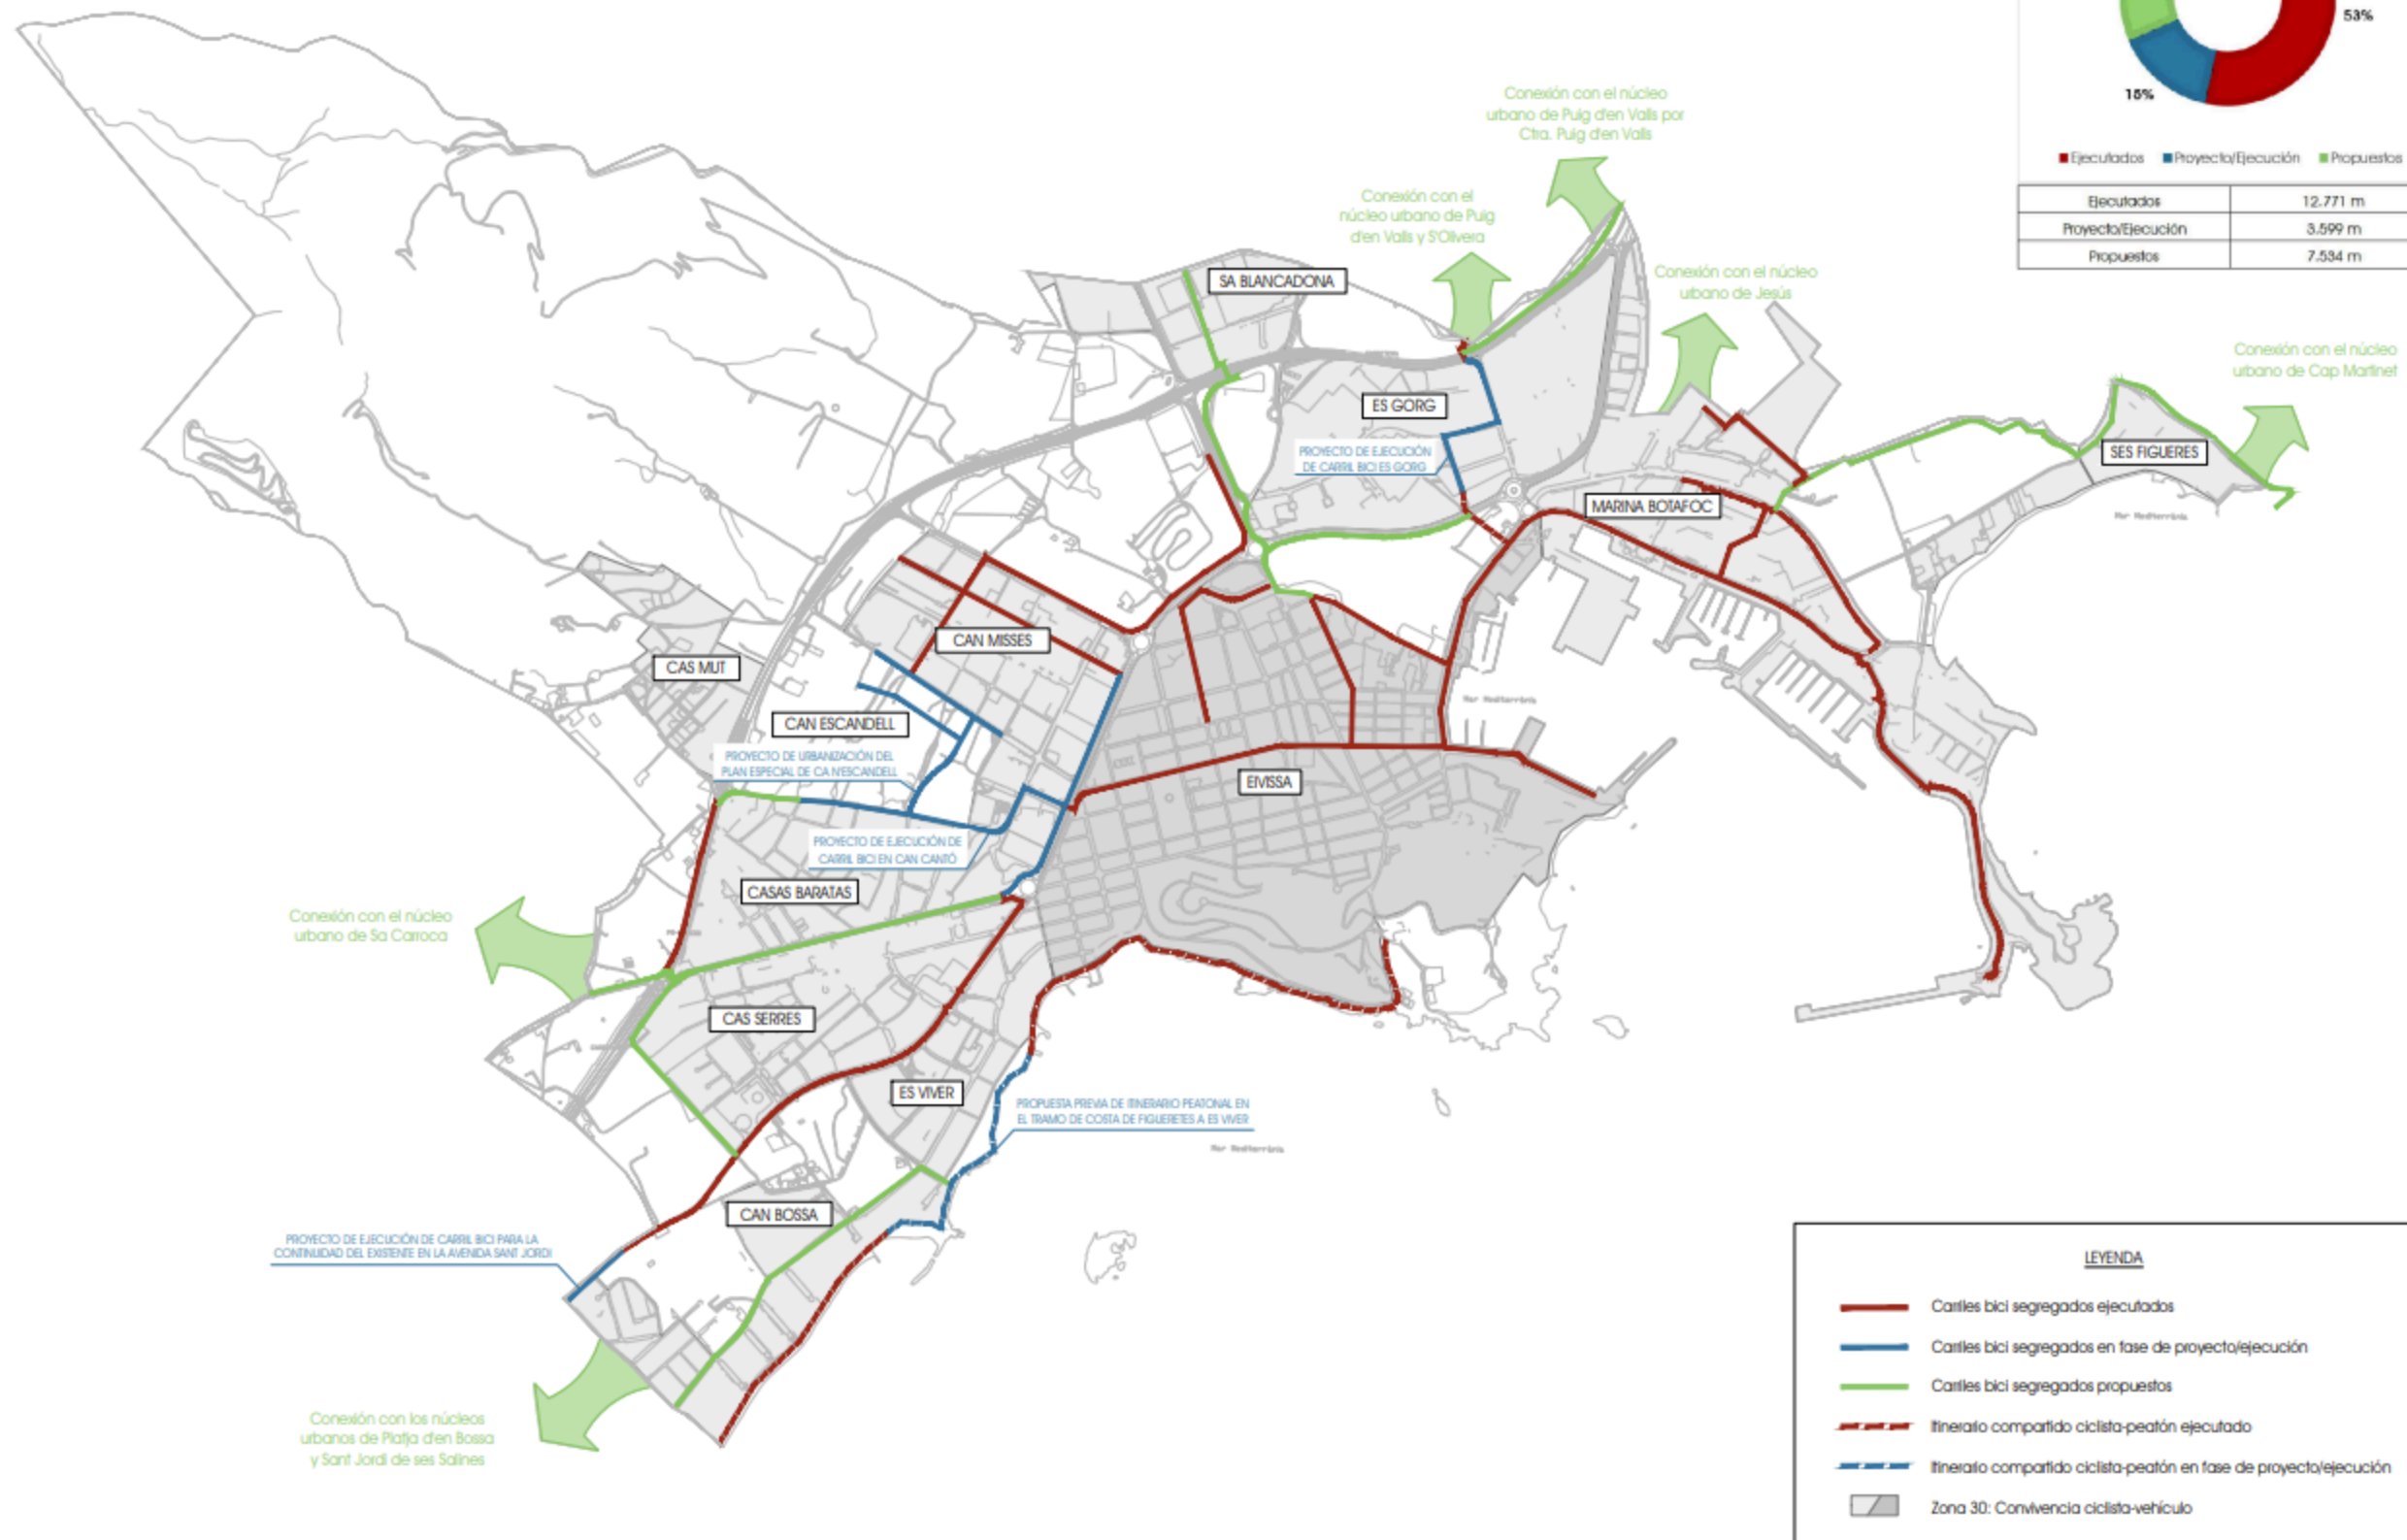 53%
15%
Ejecutados
Proyecto/Ejecución
Propuestos
Ejecutados 12.771 m
Proyecto/Ejecución 3.599 m
Propuestos 7.534 m
Conexión con el núcleo
urbano de Puig d'en Valls por
Ctra. Puig d'en Valls
Conexión con el
núcleo urbano de Puig
d'en Valls y S'Olivera
Conexión con el núcleo
urbano de Jesús
Conexión con el núcleo
urbano de Cap Martinet
SA BLANCADONA
ES GORG
PROYECTO DE EJECUCIÓN
DE CARRIL BICI ES GORG
SES FIGUERES
MARINA BOTAFOC
Mar Mediterrània
CAN MISSES
CAS MUT
Mar Mediterrània
CAN ESCANDELL
PROYECTO DE URBANIZACIÓN DEL
PLAN ESPECIAL DE CA N'ESCANDELL
EIVISSA
PROYECTO DE EJECUCIÓN DE
CARRIL BICI EN CAN CANTÓ
CASAS BARATAS
Conexión con el núcleo
urbano de Sa Carroca
CAS SERRES
ES VIVER
PROPUESTA PREVIA DE ITINERARIO PEATONAL EN
EL TRAMO DE COSTA DE FIGUERETES A ES VIVER
Mar Mediterrània
CAN BOSSA
PROYECTO DE EJECUCIÓN DE CARRIL BICI PARA LA
CONTINUIDAD DEL EXISTENTE EN LA AVENIDA SANT JORDI
Conexión con los núcleos
urbanos de Platja d'en Bossa
y Sant Jordi de ses Salines
LEYENDA
Carriles bici segregados ejecutados
Carriles bici segregados en fase de proyecto/ejecución
Carriles bici segregados propuestos
Itinerario compartido ciclista-peatón ejecutado
Itinerario compartido ciclista-peatón en fase de proyecto/ejecución
Zona 30: Convivencia ciclista-vehículo